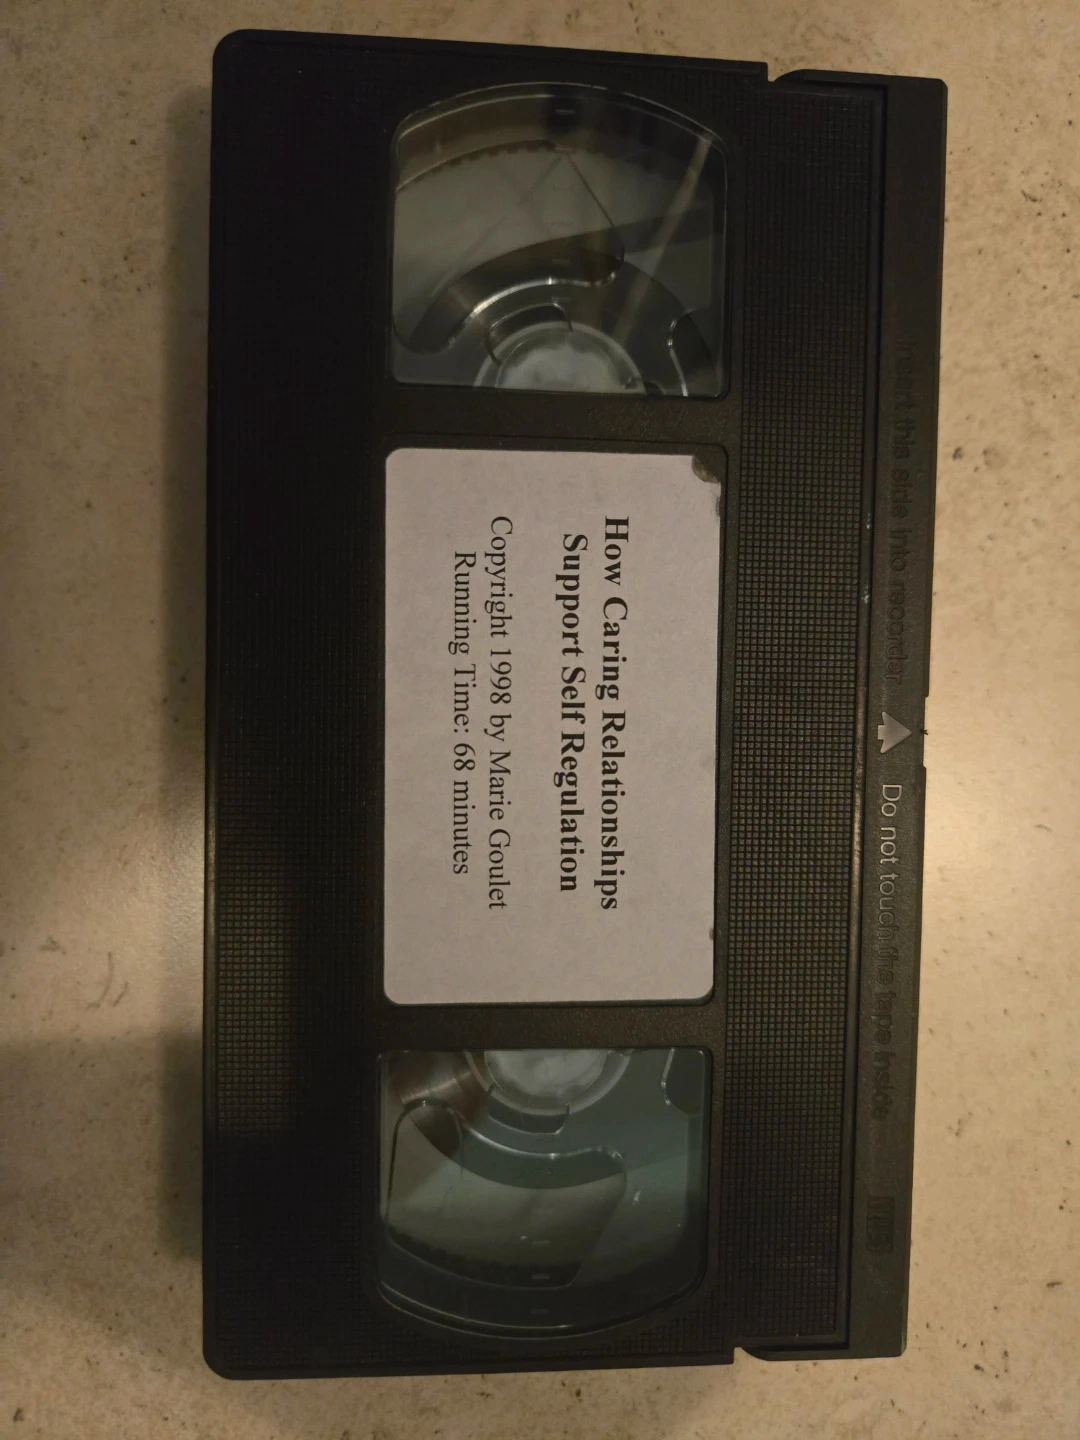 Insert this side into recorder
Do not touch the tape inside
VHS
How Caring Relationships
Support Self Regulation
Copyright 1998 by Marie Goulet
Running Time: 68 minutes